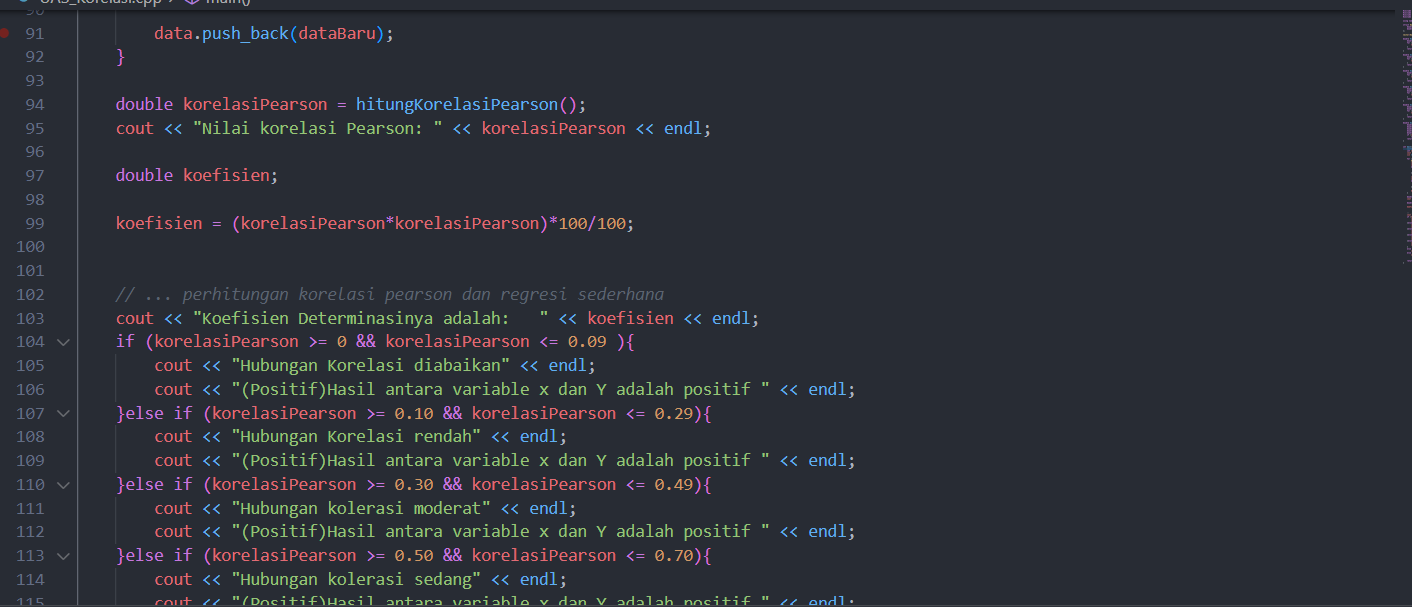 UAS_Korelasi.cpp > main()
90
91 data.push_back(dataBaru);
92 }
93
94 double korelasiPearson = hitungKorelasiPearson();
95 cout << "Nilai korelasi Pearson: " << korelasiPearson << endl;
96
97 double koefisien;
98
99 koefisien = (korelasiPearson*korelasiPearson)*100/100;
100
101
102 // ... perhitungan korelasi pearson dan regresi sederhana
103 cout << "Koefisien Determinasinya adalah:   " << koefisien << endl;
104 if (korelasiPearson >= 0 && korelasiPearson <= 0.09 ){
105 cout << "Hubungan Korelasi diabaikan" << endl;
106 cout << "(Positif)Hasil antara variable x dan Y adalah positif " << endl;
107 }else if (korelasiPearson >= 0.10 && korelasiPearson <= 0.29){
108 cout << "Hubungan Korelasi rendah" << endl;
109 cout << "(Positif)Hasil antara variable x dan Y adalah positif " << endl;
110 }else if (korelasiPearson >= 0.30 && korelasiPearson <= 0.49){
111 cout << "Hubungan kolerasi moderat" << endl;
112 cout << "(Positif)Hasil antara variable x dan Y adalah positif " << endl;
113 }else if (korelasiPearson >= 0.50 && korelasiPearson <= 0.70){
114 cout << "Hubungan kolerasi sedang" << endl;
115 cout << "(Positif)Hasil antara variable x dan Y adalah positif " << endl;